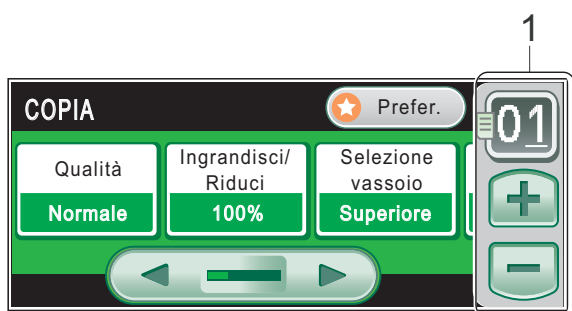 1
COPIA
Prefer.
01
Qualità
Normale
Ingrandisci/
Riduci
100%
Selezione
vassoio
Superiore
+
-